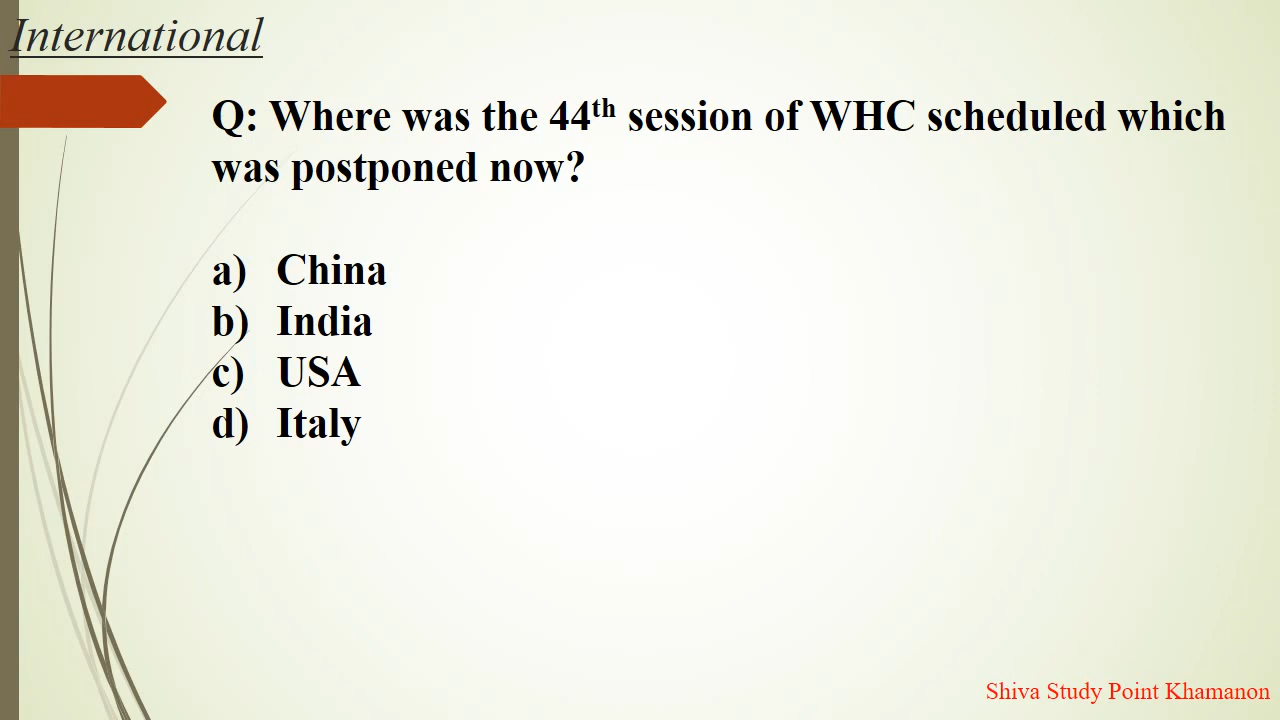 International
Q: Where was the 44th session of WHC scheduled which
was postponed now?
a) China
b) India
c) USA
d) Italy
Shiva Study Point Khamanon